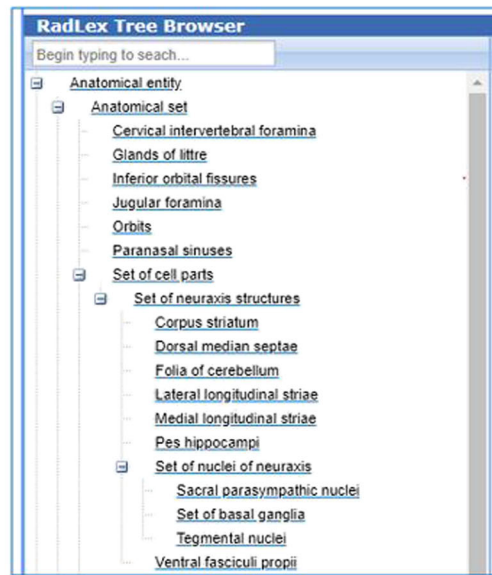 RadLex Tree Browser
Begin typing to seach...
Anatomical entity
Anatomical set
Cervical intervertebral foramina
Glands of littre
Inferior orbital fissures
Jugular foramina
Orbits
Paranasal sinuses
Set of cell parts
Set of neuraxis structures
Corpus striatum
Dorsal median septae
Folia of cerebellum
Lateral longitudinal striae
Medial longitudinal striae
Pes hippocampi
Set of nuclei of neuraxis
Sacral parasympathic nuclei
Set of basal ganglia
Tegmental nuclei
Ventral fasciculi propii